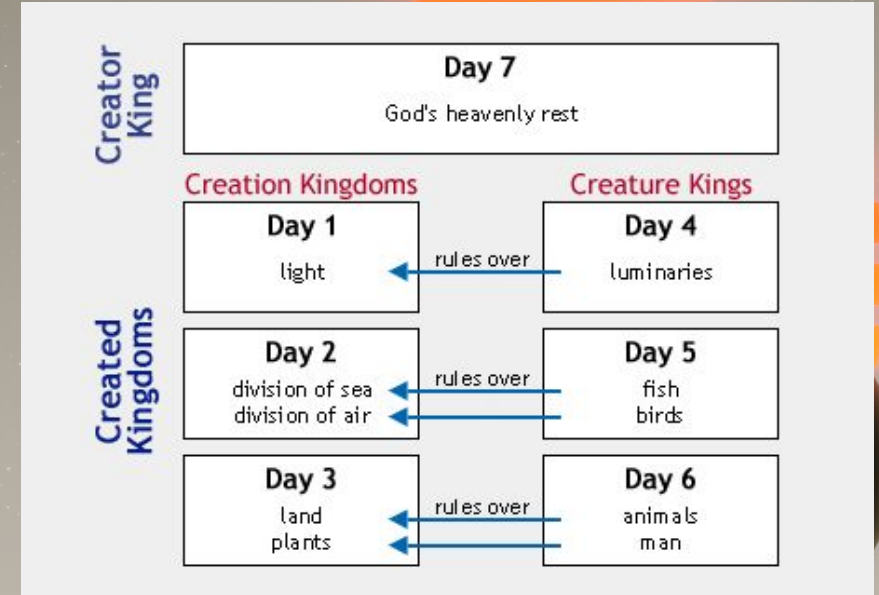 Creator
King
Day 7
God's heavenly rest
Creation Kingdoms
Creature Kings
Created
Kingdoms
Day 1
light
rules over
Day 4
luminaries
Day 2
division of sea
division of air
rules over
Day 5
fish
birds
Day 3
land
plants
rules over
Day 6
animals
man